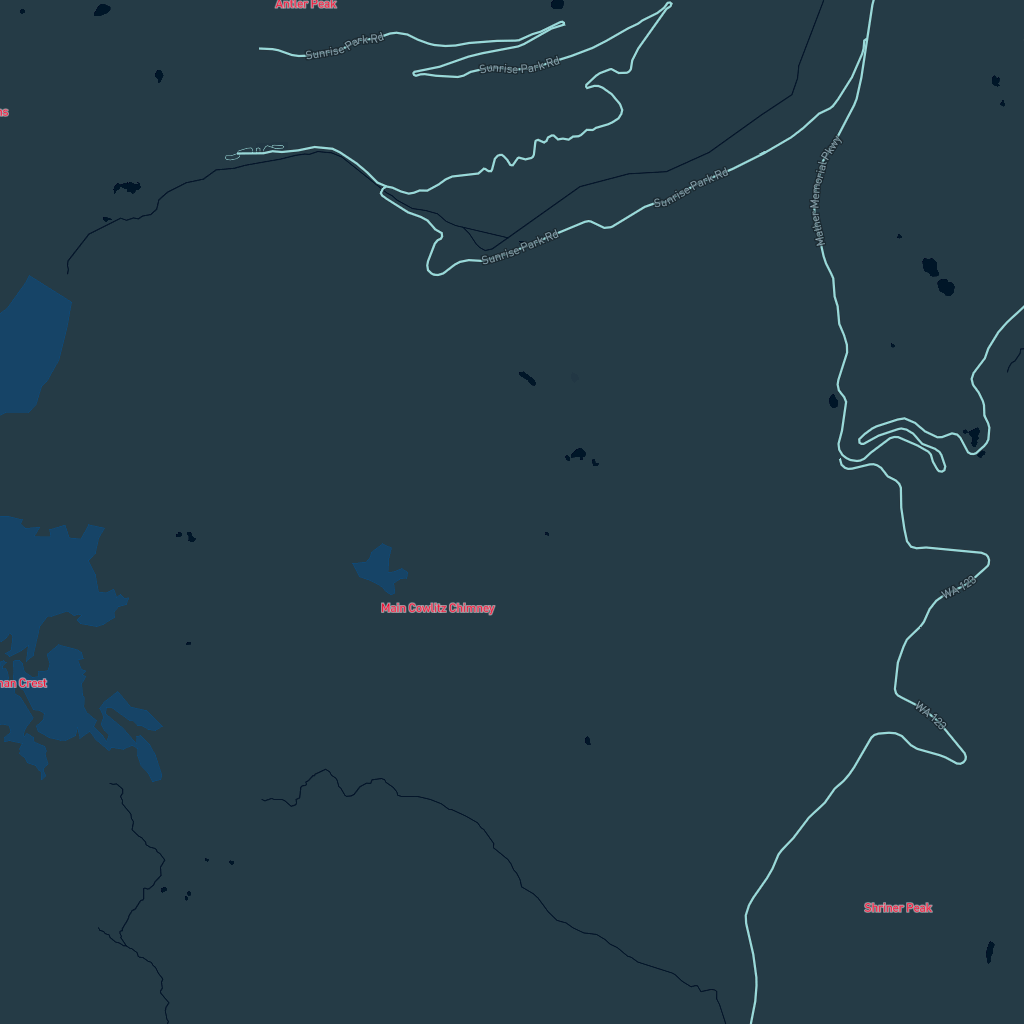 Antler Peak
Sunrise Park Rd
Sunrise Park Rd
Mather Memorial Pkwy
Sunrise Park Rd
Sunrise Park Rd
WA 123
Main Cowlitz Chimney
Crest
WA 123
Shriner Peak